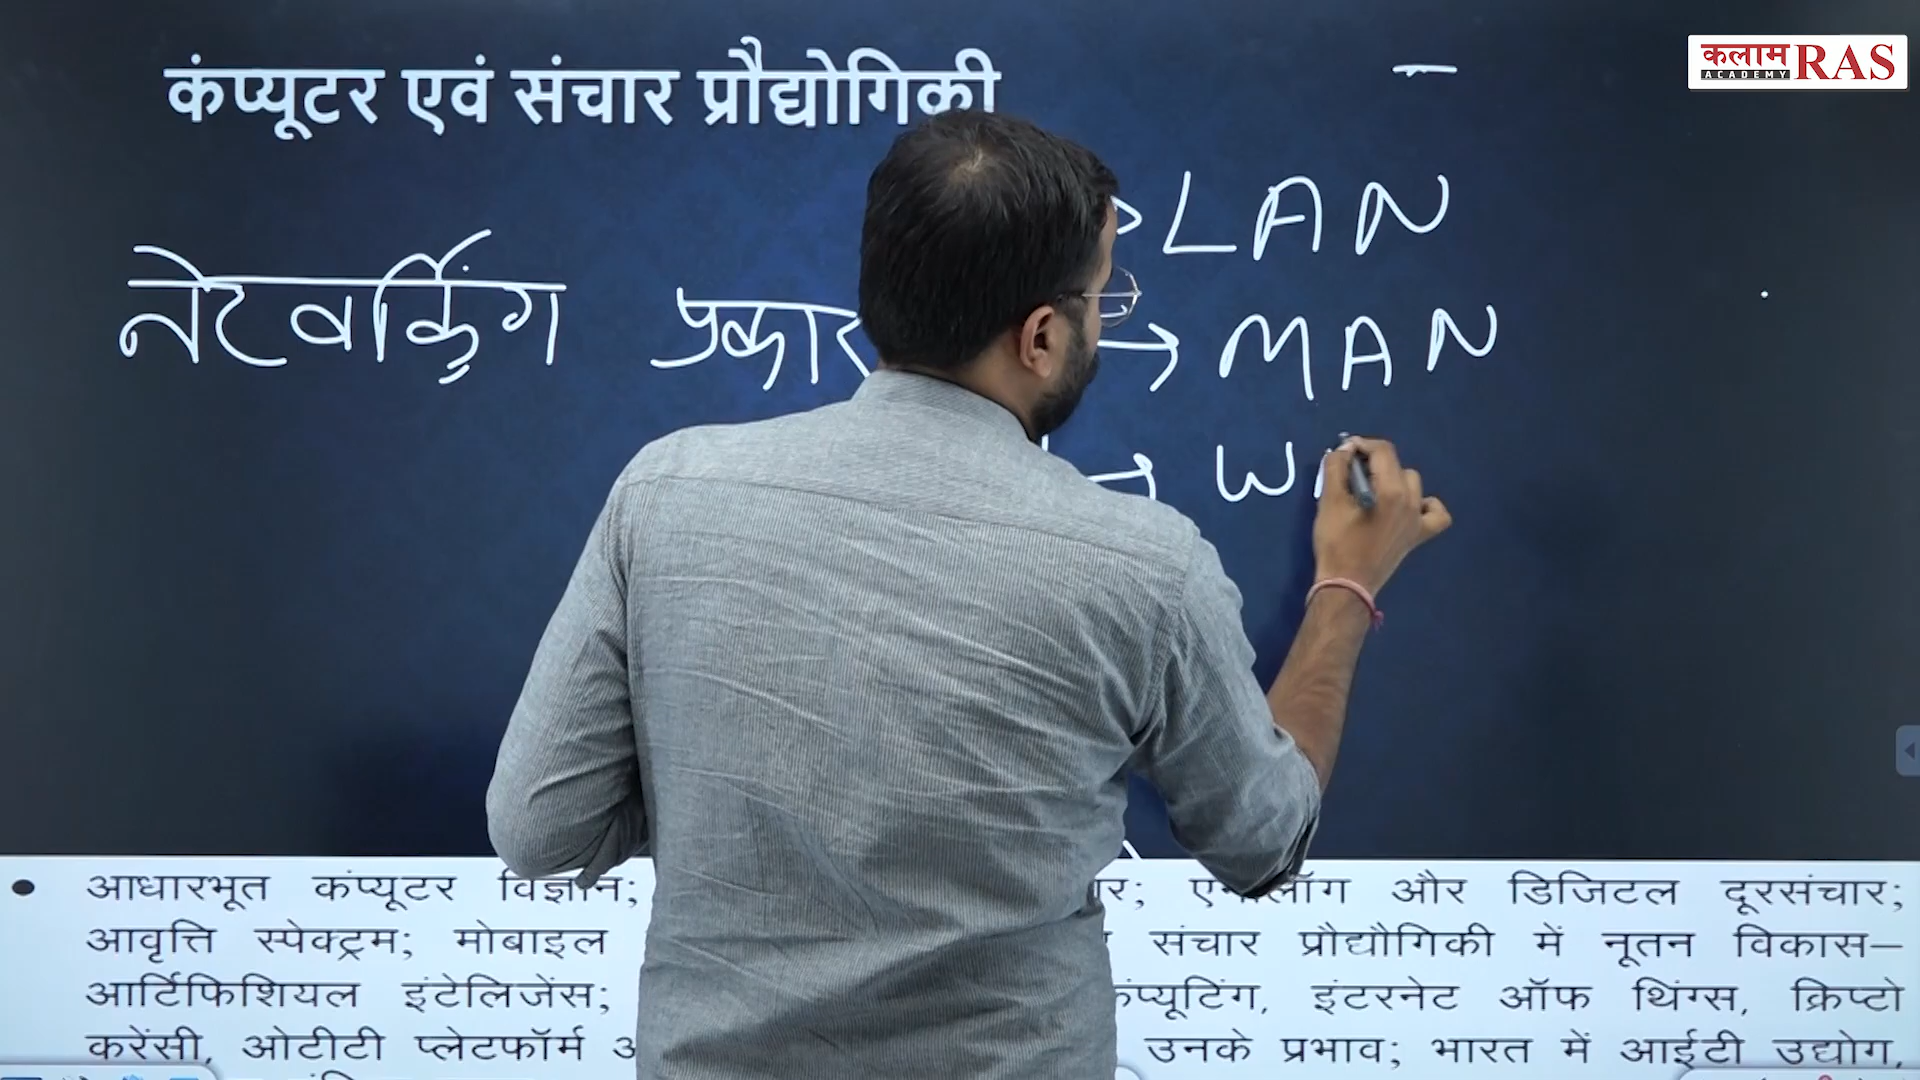 कंप्यूटर एवं संचार प्रौद्योगिकी
कलाम RAS
ACADEMY
LAN
नेटवर्किंग प्रकार
MAN
W
• आधारभूत कंप्यूटर विज्ञान; एनालॉग और डिजिटल दूरसंचार;
आवृत्ति स्पेक्ट्रम; मोबाइल संचार प्रौद्यौगिकी में नूतन विकास–
आर्टिफिशियल इंटेलिजेंस; कंप्यूटिंग, इंटरनेट ऑफ थिंग्स, क्रिप्टो
करेंसी, ओटीटी प्लेटफॉर्म उनके प्रभाव; भारत में आईटी उद्योग,